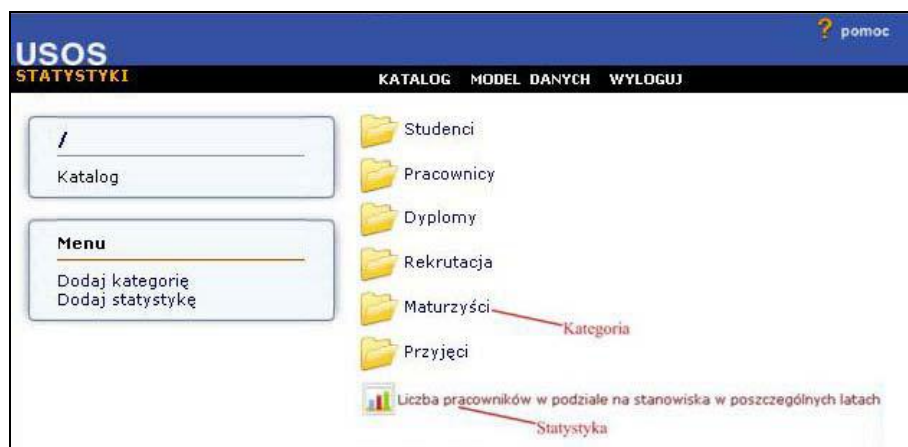 ? pomoc
USOS
STATYSTYKI
KATALOG MODEL DANYCH WYLOGUJ
/
Katalog
Menu
Dodaj kategorię
Dodaj statystykę
Studenci
Pracownicy
Dyplomy
Rekrutacja
Maturzyści
Kategoria
Przyjęci
Liczba pracowników w podziale na stanowiska w poszczególnych latach
Statystyka